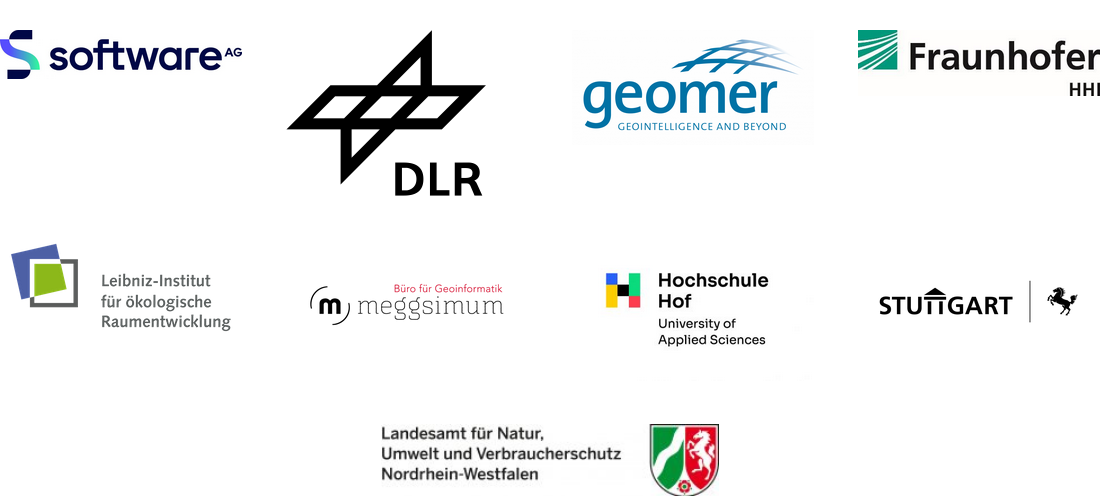 software AG
DLR
geomer
GEOINTELLIGENCE AND BEYOND
Fraunhofer
HHI
Leibniz-Institut
für ökologische
Raumentwicklung
Büro für Geoinformatik
m meggsimum
Hochschule
Hof
University of
Applied Sciences
STUTTGART
Landesamt für Natur,
Umwelt und Verbraucherschutz
Nordrhein-Westfalen